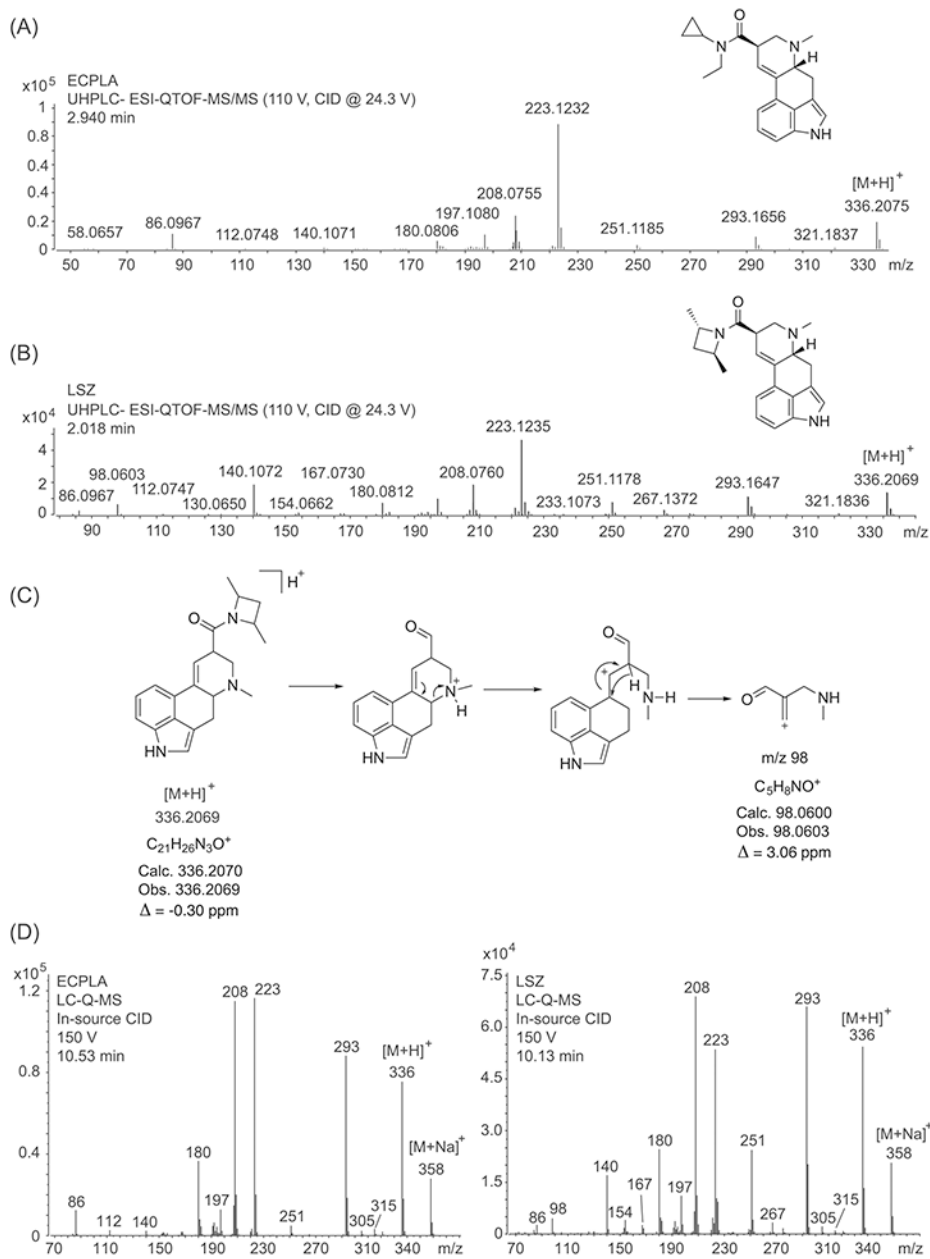 (A)
ECPLA
UHPLC- ESI-QTOF-MS/MS (110 V, CID @ 24.3 V)
2.940 min
x10⁵
1
0.8
0.4
0.4
0.2
0
58.0657
86.0967
112.0748
140.1071
180.0806
197.1080
208.0755
223.1232
251.1185
293.1656
321.1837
[M+H]⁺
336.2075
50 70 90 110 130 150 170 190 210 230 250 270 290 310 330 m/z
O
N
N
H
NH
(B)
LSZ
UHPLC- ESI-QTOF-MS/MS (110 V, CID @ 24.3 V)
2.018 min
x10⁴
4
2
0
86.0967
98.0603
112.0747
130.0650
140.1072
154.0662
167.0730
180.0812
208.0760
223.1235
233.1073
251.1178
267.1372
293.1647
321.1836
[M+H]⁺
336.2069
90 110 130 150 170 190 210 230 250 270 290 310 330 m/z
O
N
N
H
NH
(C)
H⁺
O
N
N
HN
[M+H]⁺
336.2069
C₂₁H₂₆N₃O⁺
Calc. 336.2070
Obs. 336.2069
Δ = -0.30 ppm
O
N
+
H
HN
O
+
H
N-H
HN
O
NH
+
m/z 98
C₅H₈NO⁺
Calc. 98.0600
Obs. 98.0603
Δ = 3.06 ppm
(D)
x10⁵
ECPLA
LC-Q-MS
In-source CID
150 V
10.53 min
1.2
0.8
0.4
0
86
112
140
180
197
208
223
251
293
305
315
[M+H]⁺
336
[M+Na]⁺
358
70 110 150 190 230 270 300 340 m/z
x10⁴
LSZ
LC-Q-MS
In-source CID
150 V
10.13 min
7.5
6.0
4.5
3.0
1.5
0
86
98
140
154
167
180
197
208
223
251
267
293
305
315
[M+H]⁺
336
[M+Na]⁺
358
70 110 150 190 230 270 300 340 m/z